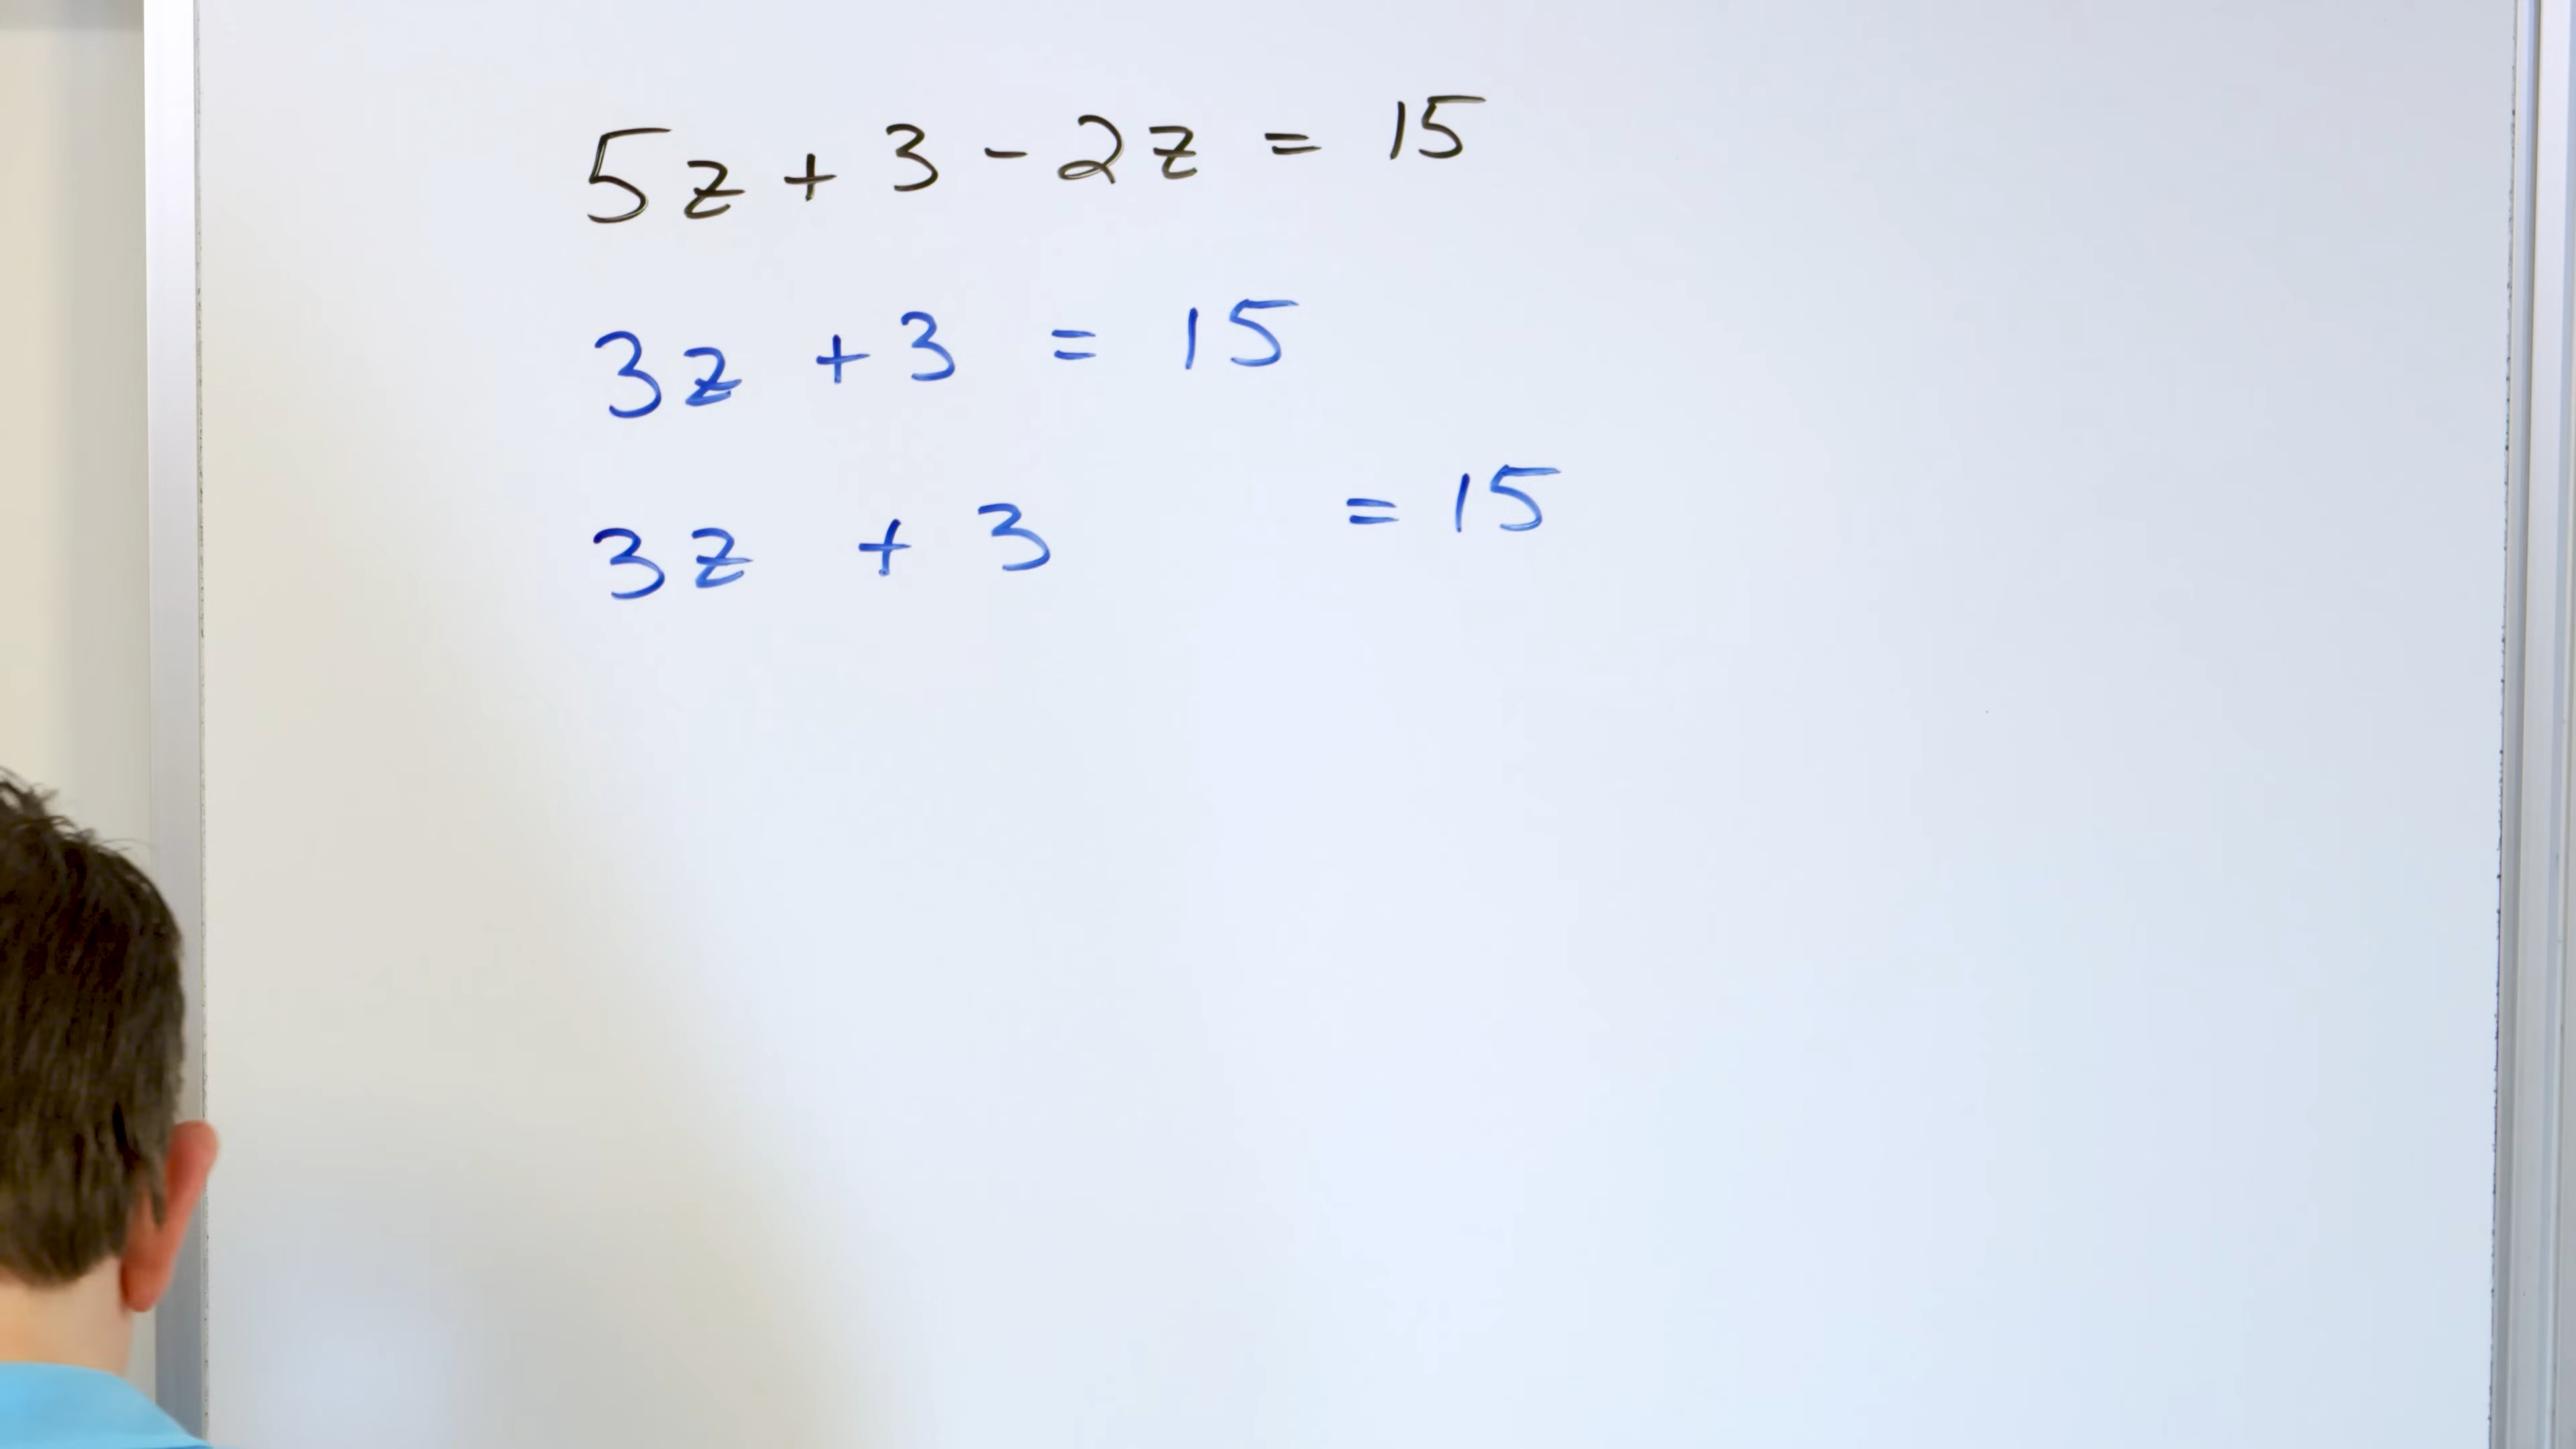 5z + 3 - 2z = 15
3z + 3 = 15
3z + 3 = 15